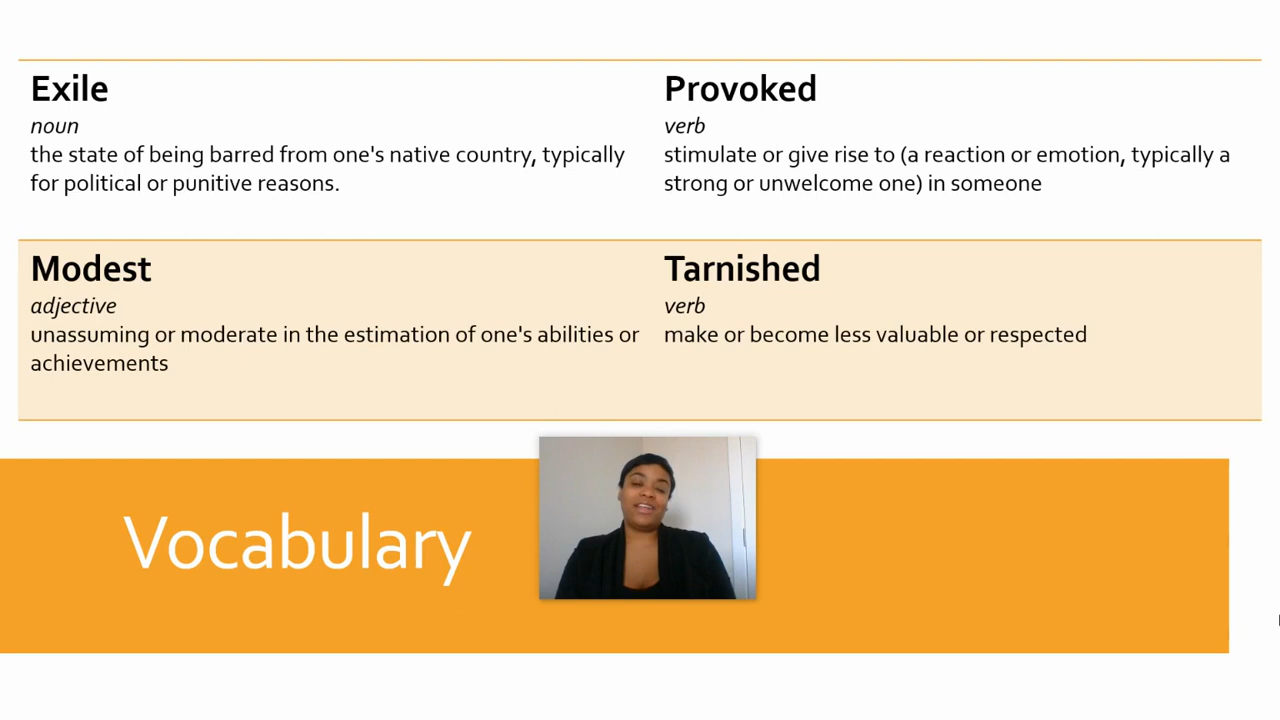 Exile
noun
the state of being barred from one's native country, typically
for political or punitive reasons.
Provoked
verb
stimulate or give rise to (a reaction or emotion, typically a
strong or unwelcome one) in someone
Modest
adjective
unassuming or moderate in the estimation of one's abilities or
achievements
Tarnished
verb
make or become less valuable or respected
Vocabulary